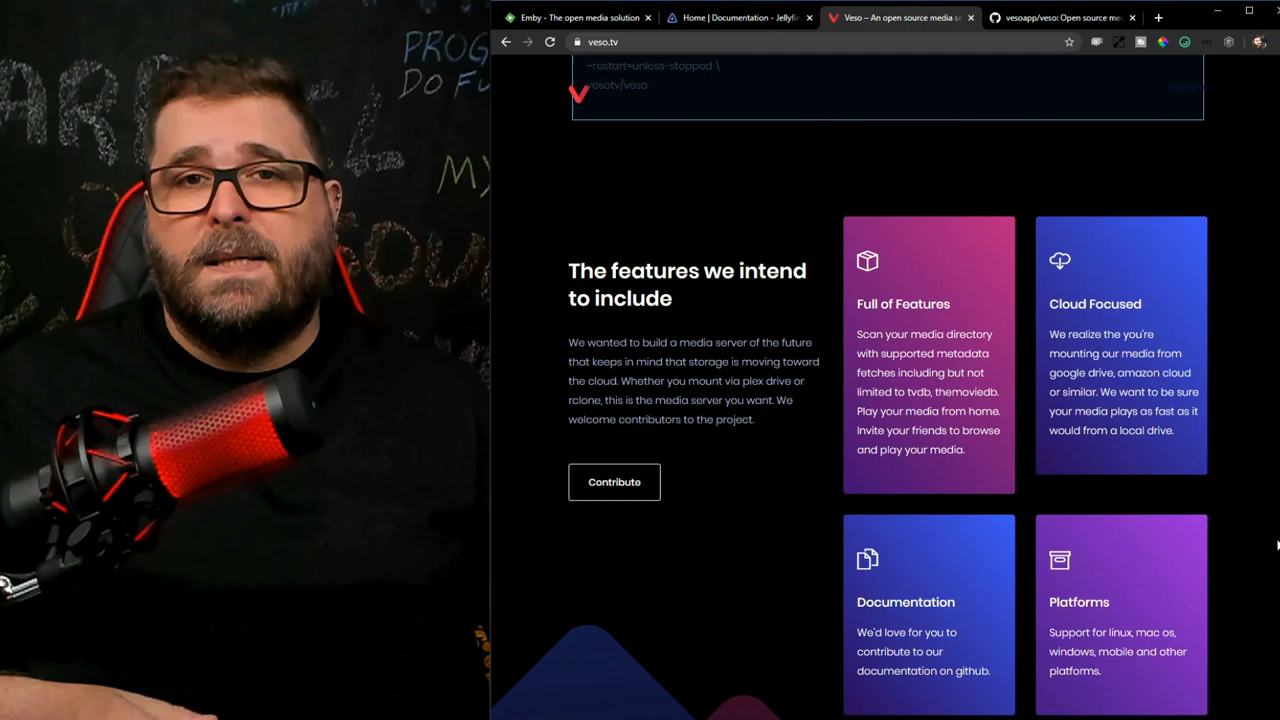 Emby - The open media solution
Home | Documentation - Jellyfin
Veso – An open source media se
vesoapp/veso: Open source me
veso.tv
--restart=unless-stopped \
vesotv/veso
Forums
The features we intend
to include
We wanted to build a media server of the future
that keeps in mind that storage is moving toward
the cloud. Whether you mount via plex drive or
rclone, this is the media server you want. We
welcome contributors to the project.
Contribute
Full of Features
Scan your media directory
with supported metadata
fetches including but not
limited to tvdb, themoviedb.
Play your media from home.
Invite your friends to browse
and play your media.
Cloud Focused
We realize the you're
mounting our media from
google drive, amazon cloud
or similar. We want to be sure
your media plays as fast as it
would from a local drive.
Documentation
We'd love for you to
contribute to our
documentation on github.
Platforms
Support for linux, mac os,
windows, mobile and other
platforms.
PROG
DO FU
MY